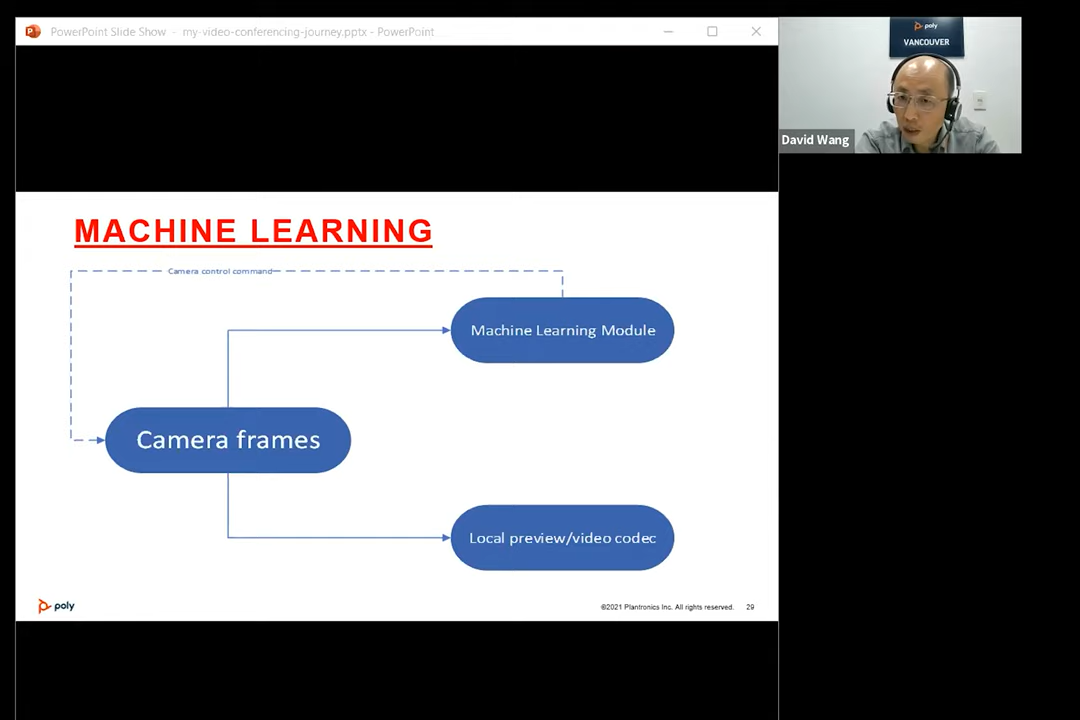 PowerPoint Slide Show - my-video-conferencing-journey.pptx - PowerPoint
poly
VANCOUVER
David Wang
MACHINE LEARNING
Camera control command
Machine Learning Module
Camera frames
Local preview/video codec
poly
©2021 Plantronics Inc. All rights reserved. 29